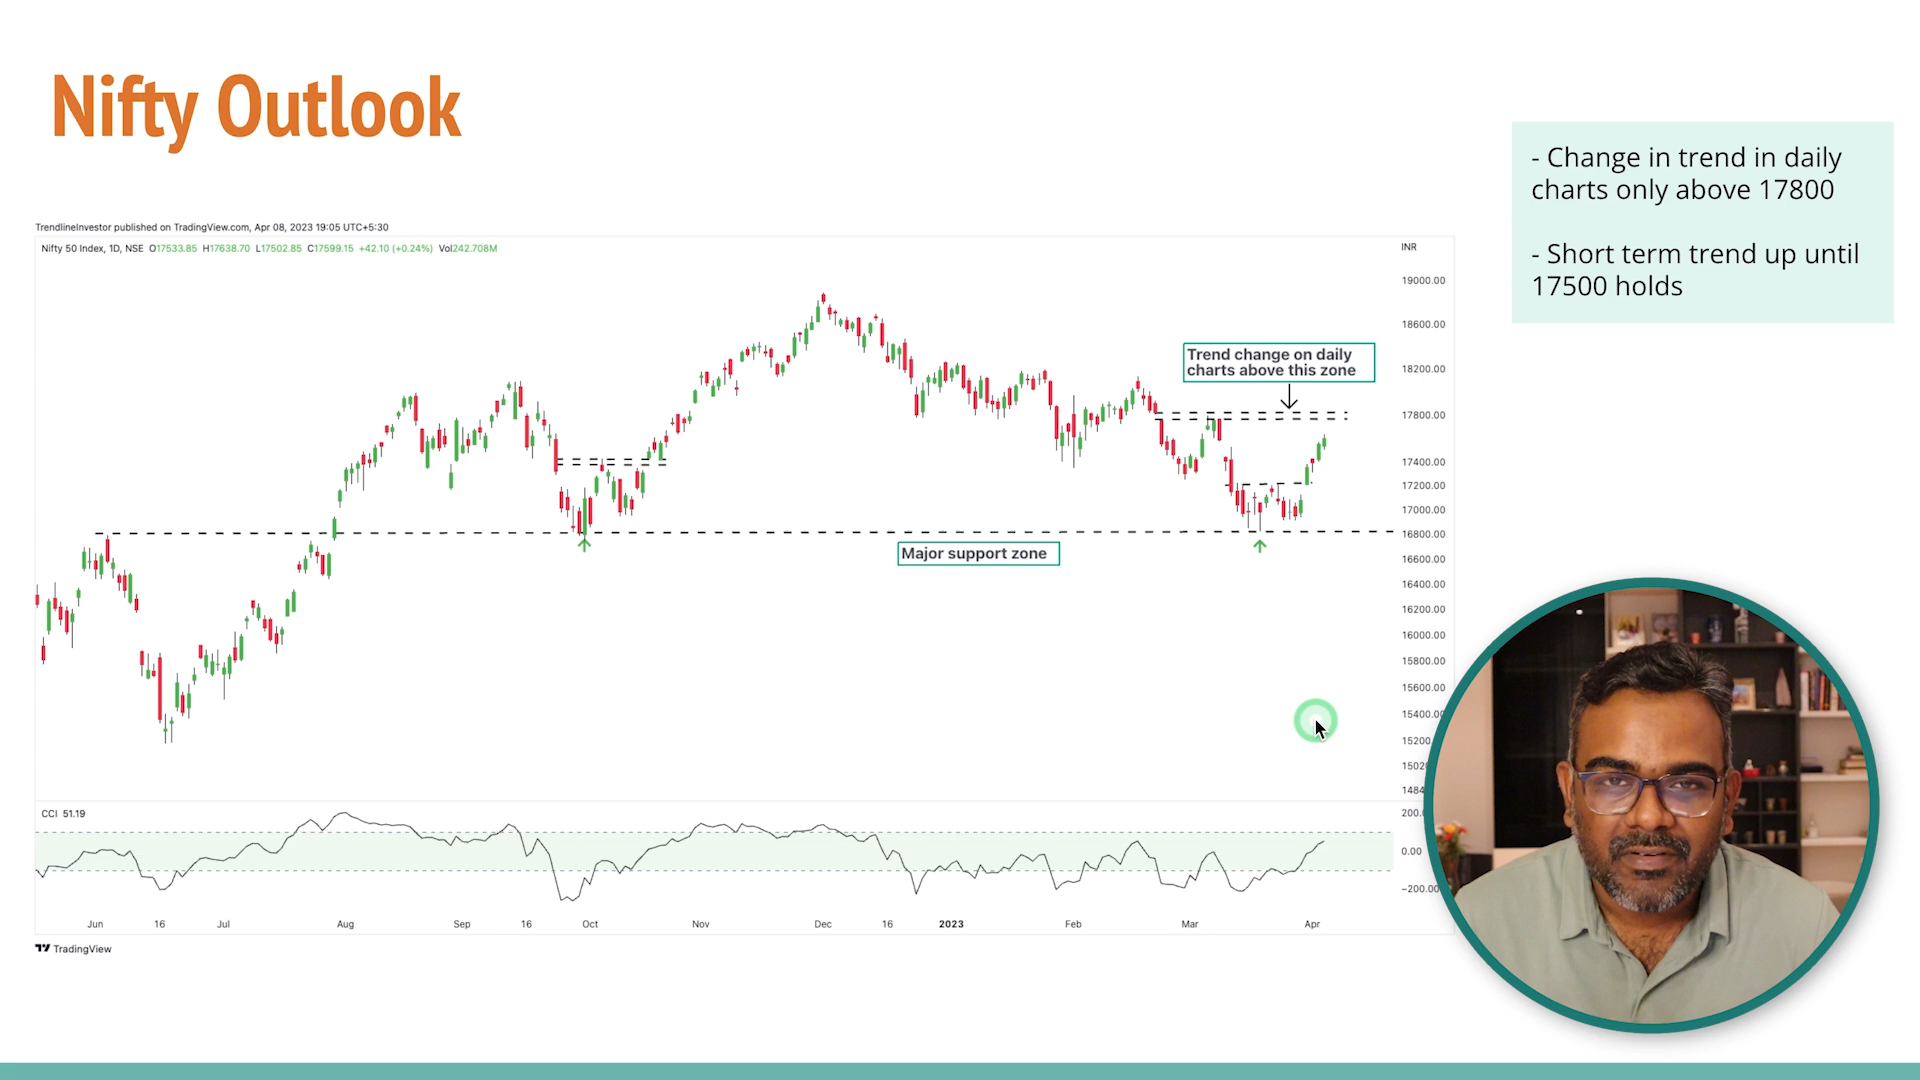 Nifty Outlook
- Change in trend in daily
charts only above 17800
- Short term trend up until
17500 holds
TrendlineInvestor published on TradingView.com, Apr 08, 2023 19:05 UTC+5:30
Nifty 50 Index, 1D, NSE O17533.85 H17638.70 L17502.85 C17599.15 +42.10 (+0.24%) Vol242.708M
INR
19000.00
18600.00
Trend change on daily
charts above this zone
18200.00
17800.00
17400.00
17200.00
17000.00
16800.00
Major support zone
16600.00
16400.00
16200.00
16000.00
15800.00
15600.00
15400.00
15200.
1502
1484
CCI 51.19
200.
0.00
−200.00
Jun 16 Jul Aug Sep 16 Oct Nov Dec 16 2023 Feb Mar Apr
TradingView